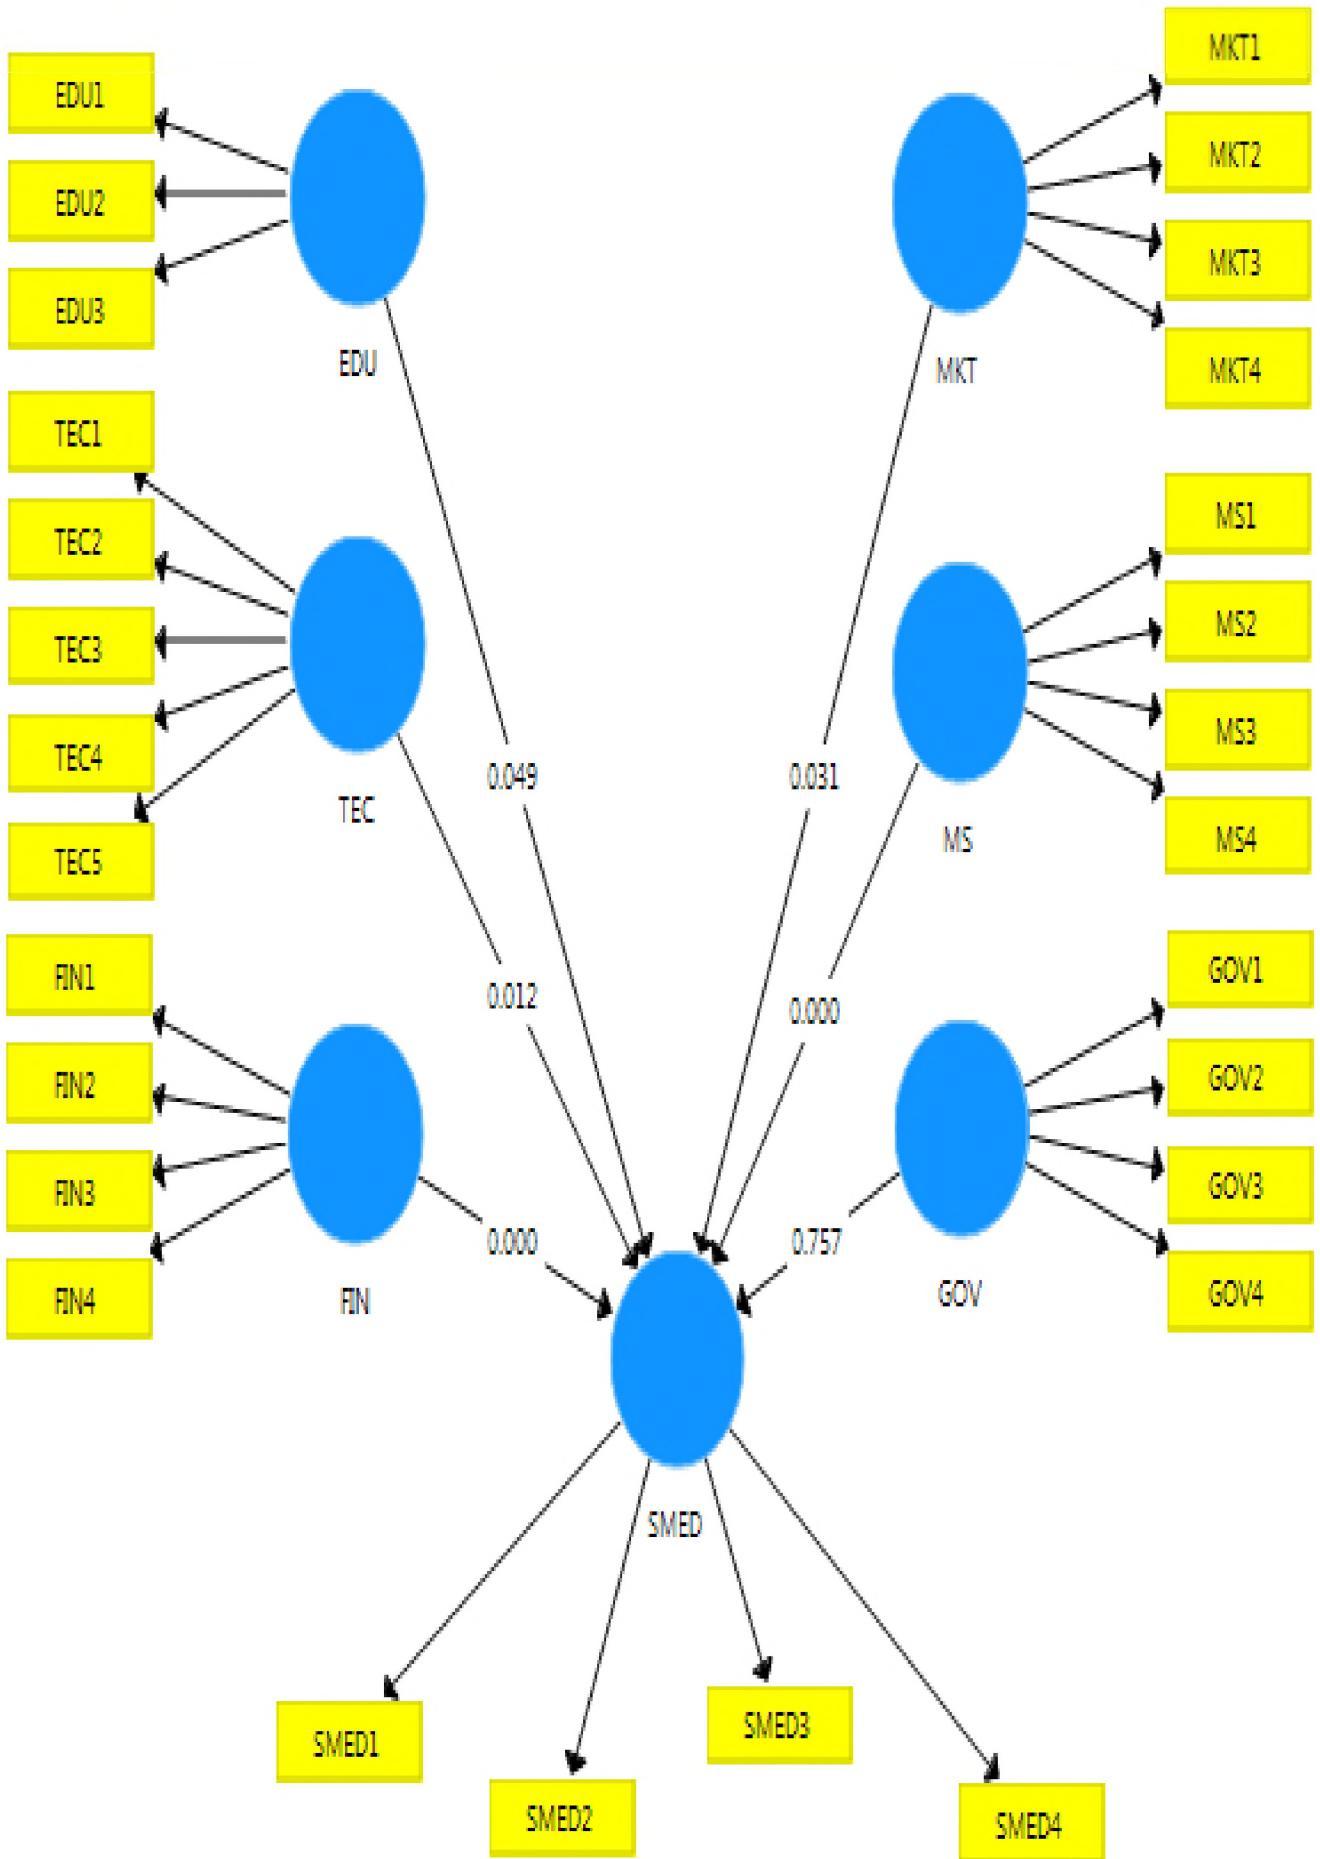 EDU1
EDU2
EDU3
EDU
TEC1
TEC2
TEC3
TEC4
TEC5
TEC
FIN1
FIN2
FIN3
FIN4
FIN
MKT1
MKT2
MKT3
MKT4
MKT
MS1
MS2
MS3
MS4
MS
GOV1
GOV2
GOV3
GOV4
GOV
0.049
0.031
0.012
0.000
0.000
0.757
SMED
SMED1
SMED2
SMED3
SMED4